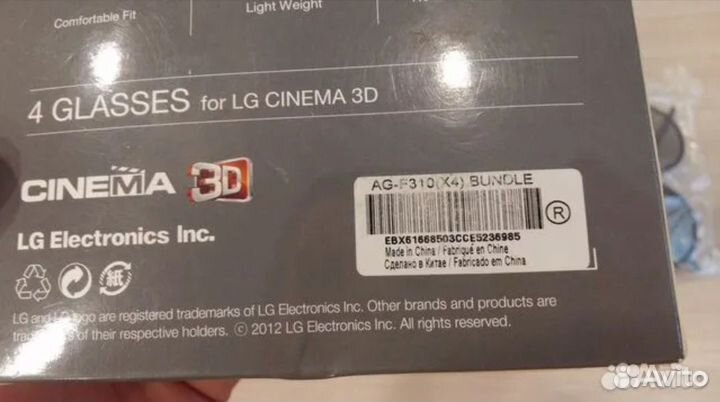 Comfortable Fit
Light Weight
4 GLASSES for LG CINEMA 3D
CINEMA 3D
LG Electronics Inc.
紙
AG-F310(X4) BUNDLE
EBX61668503CCE5236985
Made in China / Fabriqué en Chine
Сделано в Китае / Fabricado em China
R
LG and LG logo are registered trademarks of LG Electronics Inc. Other brands and products are
trademarks of their respective holders. © 2012 LG Electronics Inc. All rights reserved.
Avito